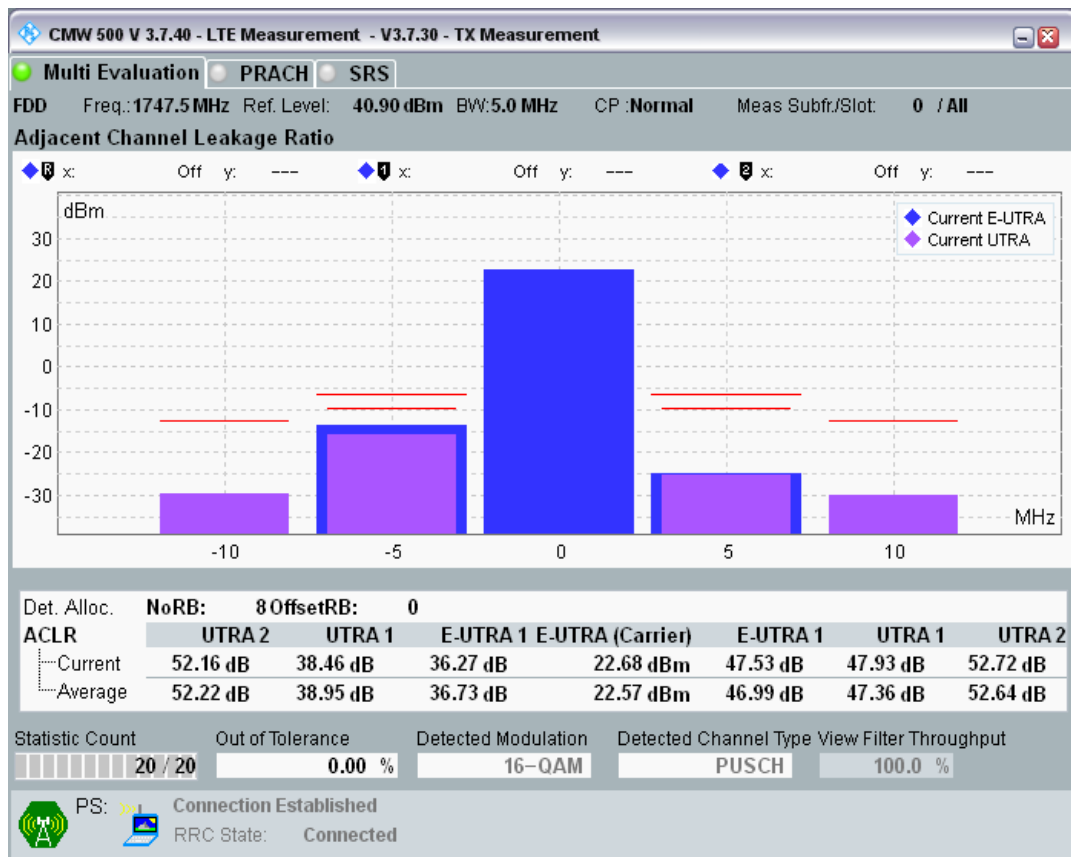 CMW 500 V 3.7.40 - LTE Measurement - V3.7.30 - TX Measurement
Multi Evaluation PRACH SRS
FDD Freq.:1747.5 MHz Ref. Level: 40.90 dBm BW:5.0 MHz CP :Normal Meas Subfr./Slot: 0 / All
Adjacent Channel Leakage Ratio
R x: Off y: --- 1 x: Off y: --- 2 x: Off y: ---
dBm
Current E-UTRA
Current UTRA
30
20
10
0
-10
-20
-30
MHz
-10 -5 0 5 10
Det. Alloc. NoRB: 8 OffsetRB: 0
ACLR UTRA 2 UTRA 1 E-UTRA 1 E-UTRA (Carrier) E-UTRA 1 UTRA 1 UTRA 2
Current 52.16 dB 38.46 dB 36.27 dB 22.68 dBm 47.53 dB 47.93 dB 52.72 dB
Average 52.22 dB 38.95 dB 36.73 dB 22.57 dBm 46.99 dB 47.36 dB 52.64 dB
Statistic Count Out of Tolerance Detected Modulation Detected Channel Type View Filter Throughput
20 / 20 0.00 % 16-QAM PUSCH 100.0 %
PS: Connection Established
RRC State: Connected